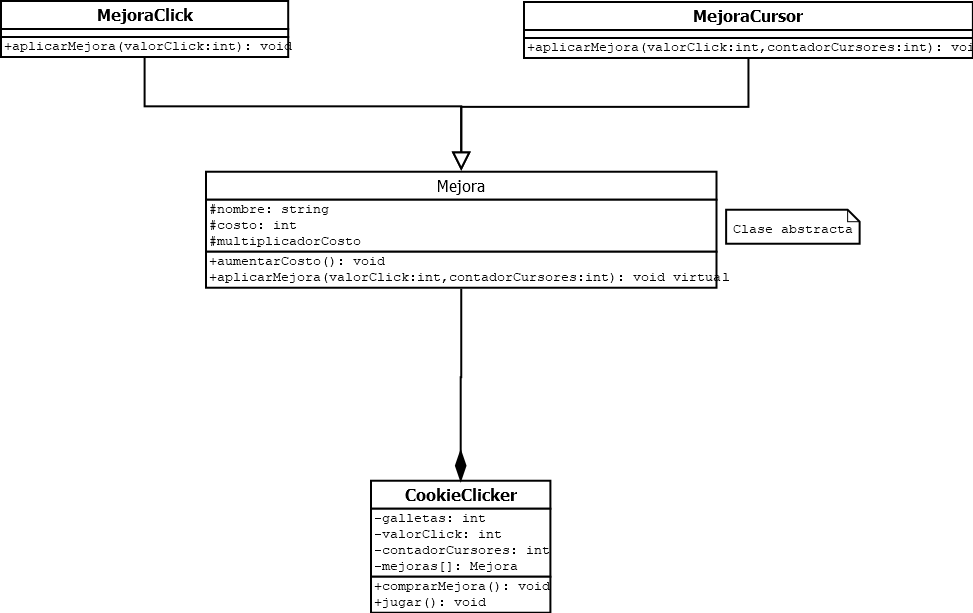 MejoraClick
+aplicarMejora(valorClick:int): void
MejoraCursor
+aplicarMejora(valorClick:int,contadorCursores:int): voi
Mejora
#nombre: string
#costo: int
#multiplicadorCosto
+aumentarCosto(): void
+aplicarMejora(valorClick:int,contadorCursores:int): void virtual
Clase abstracta
CookieClicker
-galletas: int
-valorClick: int
-contadorCursores: int
-mejoras[]: Mejora
+comprarMejora(): void
+jugar(): void